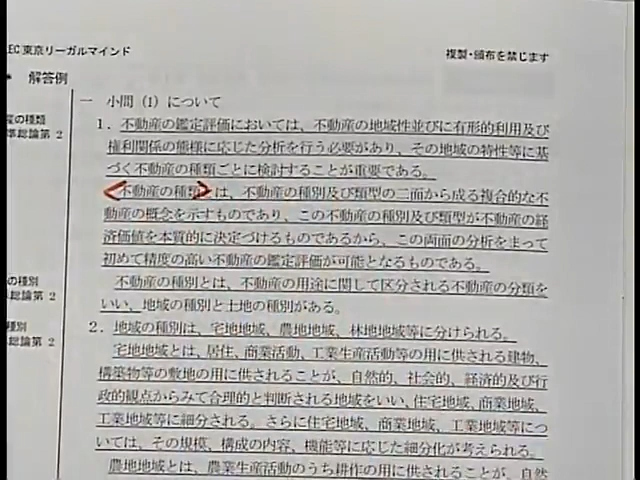 EC東京リーガルマインド
複製・頒布を禁じます
解答例
一　小問（1）について
産の種類
準総論第２
1．不動産の鑑定評価においては、不動産の地域性並びに有形的利用及び
権利関係の態様に応じた分析を行う必要があり、その地域の特性等に基
づく不動産の種類ごとに検討することが重要である。
<不動産の種類>は、不動産の種別及び類型の二面から成る複合的な不
動産の概念を示すものであり、この不動産の種別及び類型が不動産の経
済価値を本質的に決定づけるものであるから、この両面の分析をまって
初めて精度の高い不動産の鑑定評価が可能となるものである。
の種別
総論第２
不動産の種別とは、不動産の用途に関して区分される不動産の分類を
いい、地域の種別と土地の種別がある。
種別
総論第２
2．地域の種別は、宅地地域、農地地域、林地地域等に分けられる。
宅地地域とは、居住、商業活動、工業生産活動等の用に供される建物、
構築物等の敷地の用に供されることが、自然的、社会的、経済的及び行
政的観点からみて合理的と判断される地域をいい、住宅地域、商業地域、
工業地域等に細分される。さらに住宅地域、商業地域、工業地域等につ
いては、その規模、構成の内容、機能等に応じた細分化が考えられる。
農地地域とは、農業生産活動のうち耕作の用に供されることが、自然